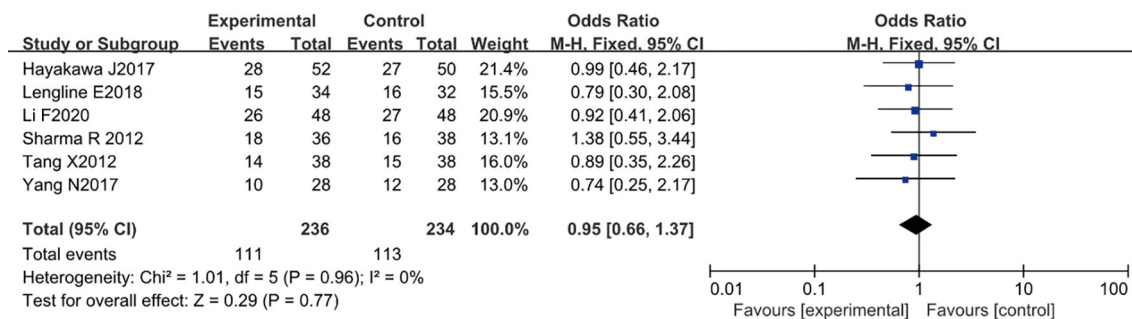 Experimental Control Odds Ratio Odds Ratio
Study or Subgroup Events Total Events Total Weight M-H, Fixed, 95% CI M-H, Fixed, 95% CI
Hayakawa J2017 28 52 27 50 21.4% 0.99 [0.46, 2.17]
Lengline E2018 15 34 16 32 15.5% 0.79 [0.30, 2.08]
Li F2020 26 48 27 48 20.9% 0.92 [0.41, 2.06]
Sharma R 2012 18 36 16 38 13.1% 1.38 [0.55, 3.44]
Tang X2012 14 38 15 38 16.0% 0.89 [0.35, 2.26]
Yang N2017 10 28 12 28 13.0% 0.74 [0.25, 2.17]
Total (95% CI) 236 234 100.0% 0.95 [0.66, 1.37]
Total events 111 113
Heterogeneity: Chi² = 1.01, df = 5 (P = 0.96); I² = 0%
Test for overall effect: Z = 0.29 (P = 0.77)
0.01 0.1 1 10 100
Favours [experimental] Favours [control]